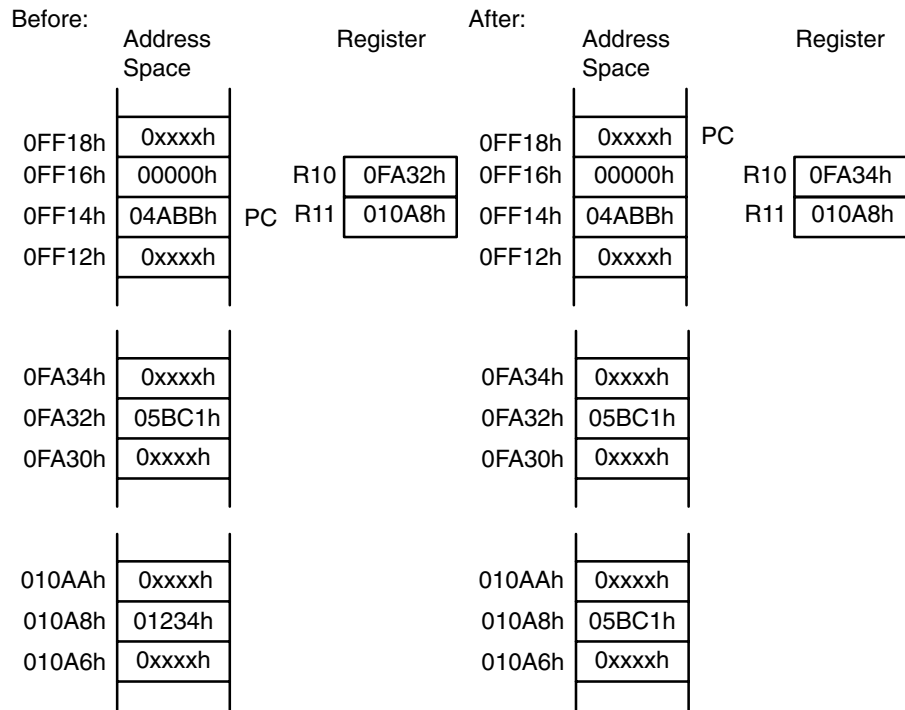 Before:
Address Space
Register
0FF18h 0xxxxh
0FF16h 00000h R10 0FA32h
0FF14h 04ABBh PC R11 010A8h
0FF12h 0xxxxh
0FA34h 0xxxxh
0FA32h 05BC1h
0FA30h 0xxxxh
010AAh 0xxxxh
010A8h 01234h
010A6h 0xxxxh
After:
Address Space
Register
0FF18h 0xxxxh PC
0FF16h 00000h R10 0FA34h
0FF14h 04ABBh R11 010A8h
0FF12h 0xxxxh
0FA34h 0xxxxh
0FA32h 05BC1h
0FA30h 0xxxxh
010AAh 0xxxxh
010A8h 05BC1h
010A6h 0xxxxh